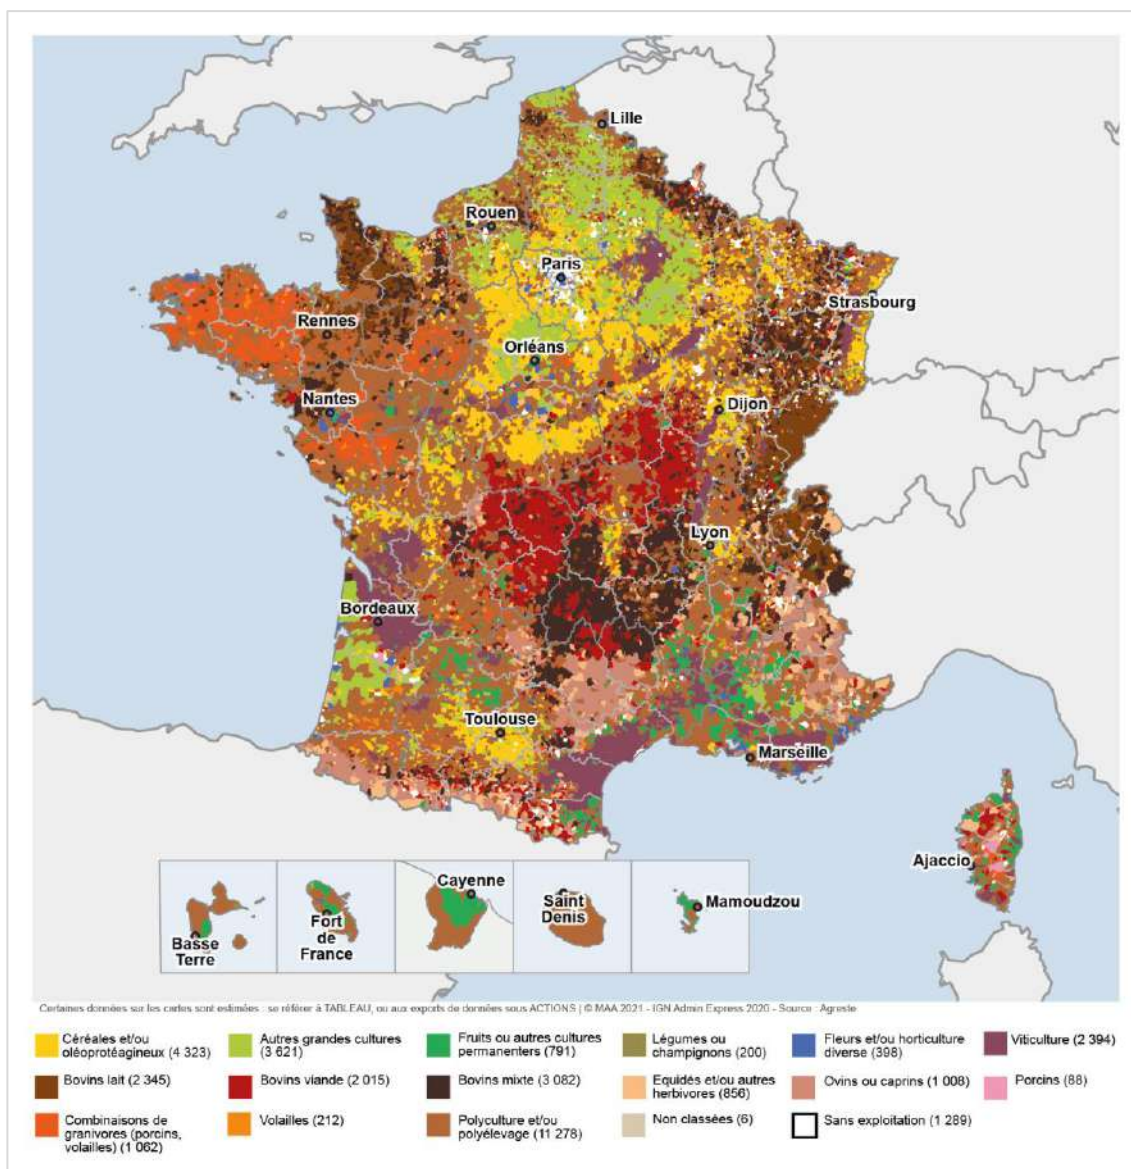 Lille
Rouen
Paris
Strasbourg
Rennes
Orléans
Nantes
Dijon
Lyon
Bordeaux
Toulouse
Marseille
Ajaccio
Cayenne
Saint
Denis
Mamoudzou
Fort
de
France
Basse
Terre
Certaines données sur les cartes sont estimées : se référer à TABLEAU, ou aux exports de données sous ACTIONS | © MAA 2021 - IGN Admin Express 2020 - Source : Agreste
Céréales et/ou
oléoprotéagineux (4 323)
Autres grandes cultures
(3 621)
Fruits ou autres cultures
permanenters (791)
Légumes ou
champignons (200)
Fleurs et/ou horticulture
diverse (398)
Viticulture (2 394)
Bovins lait (2 345)
Bovins viande (2 015)
Bovins mixte (3 082)
Equidés et/ou autres
herbivores (856)
Ovins ou caprins (1 008)
Porcins (88)
Combinaisons de
granivores (porcins,
volailles) (1 062)
Volailles (212)
Polyculture et/ou
polyélevage (11 278)
Non classées (6)
Sans exploitation (1 289)